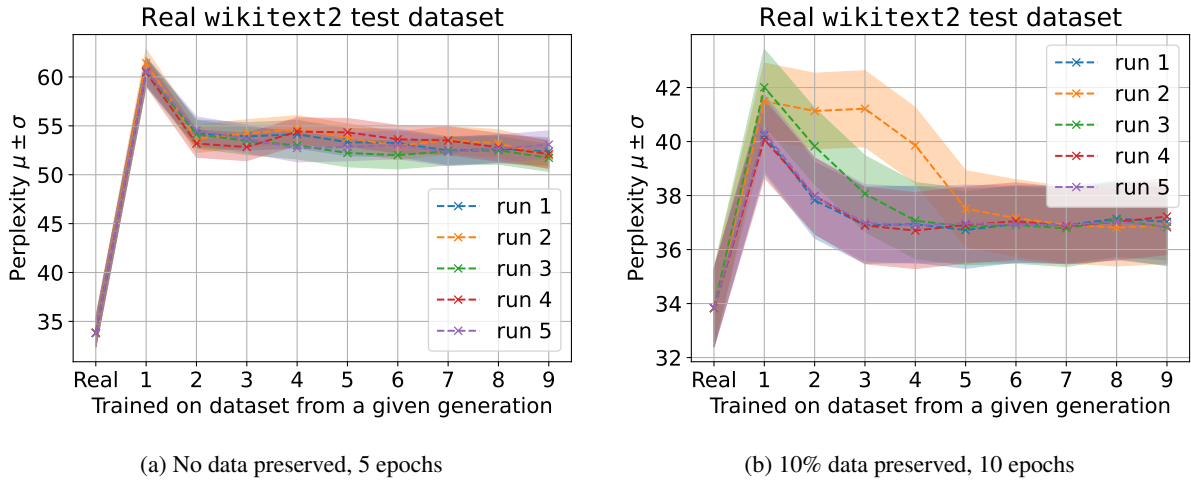 Real wikitext2 test dataset
Perplexity μ ± σ
60
55
50
45
40
35
run 1
run 2
run 3
run 4
run 5
Real 1 2 3 4 5 6 7 8 9
Trained on dataset from a given generation
(a) No data preserved, 5 epochs
Real wikitext2 test dataset
Perplexity μ ± σ
42
40
38
36
34
32
run 1
run 2
run 3
run 4
run 5
Real 1 2 3 4 5 6 7 8 9
Trained on dataset from a given generation
(b) 10% data preserved, 10 epochs